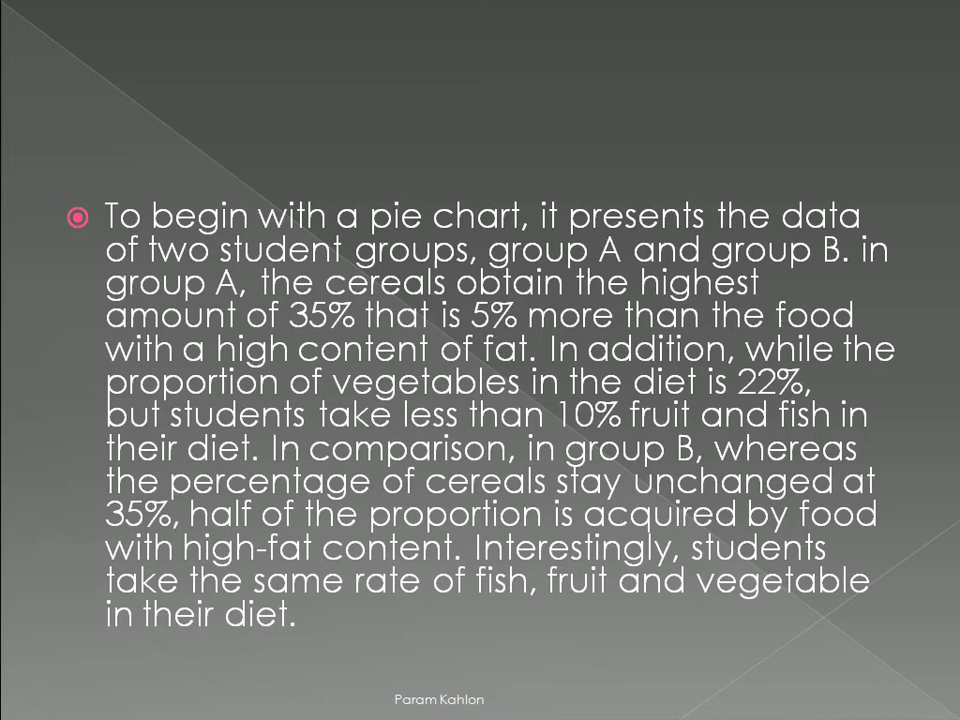 To begin with a pie chart, it presents the data
of two student groups, group A and group B. in
group A, the cereals obtain the highest
amount of 35% that is 5% more than the food
with a high content of fat. In addition, while the
proportion of vegetables in the diet is 22%,
but students take less than 10% fruit and fish in
their diet. In comparison, in group B, whereas
the percentage of cereals stay unchanged at
35%, half of the proportion is acquired by food
with high-fat content. Interestingly, students
take the same rate of fish, fruit and vegetable
in their diet.
Param Kahlon